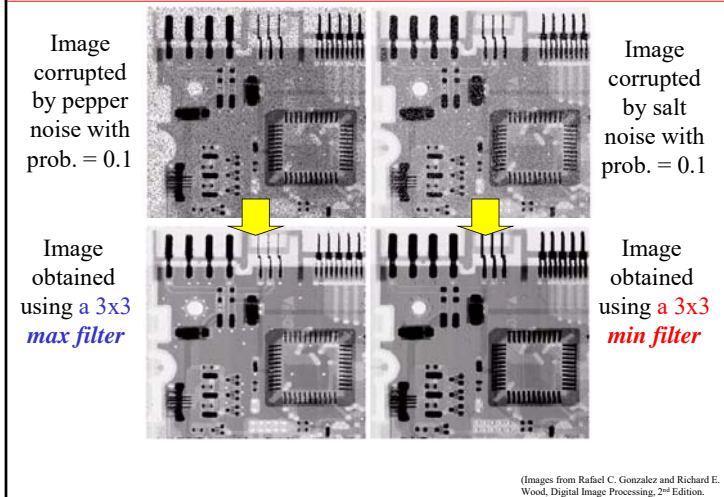 Image
corrupted
by pepper
noise with
prob. = 0.1
Image
corrupted
by salt
noise with
prob. = 0.1
Image
obtained
using a 3x3
max filter
Image
obtained
using a 3x3
min filter
(Images from Rafael C. Gonzalez and Richard E.
Wood, Digital Image Processing, 2nd Edition.